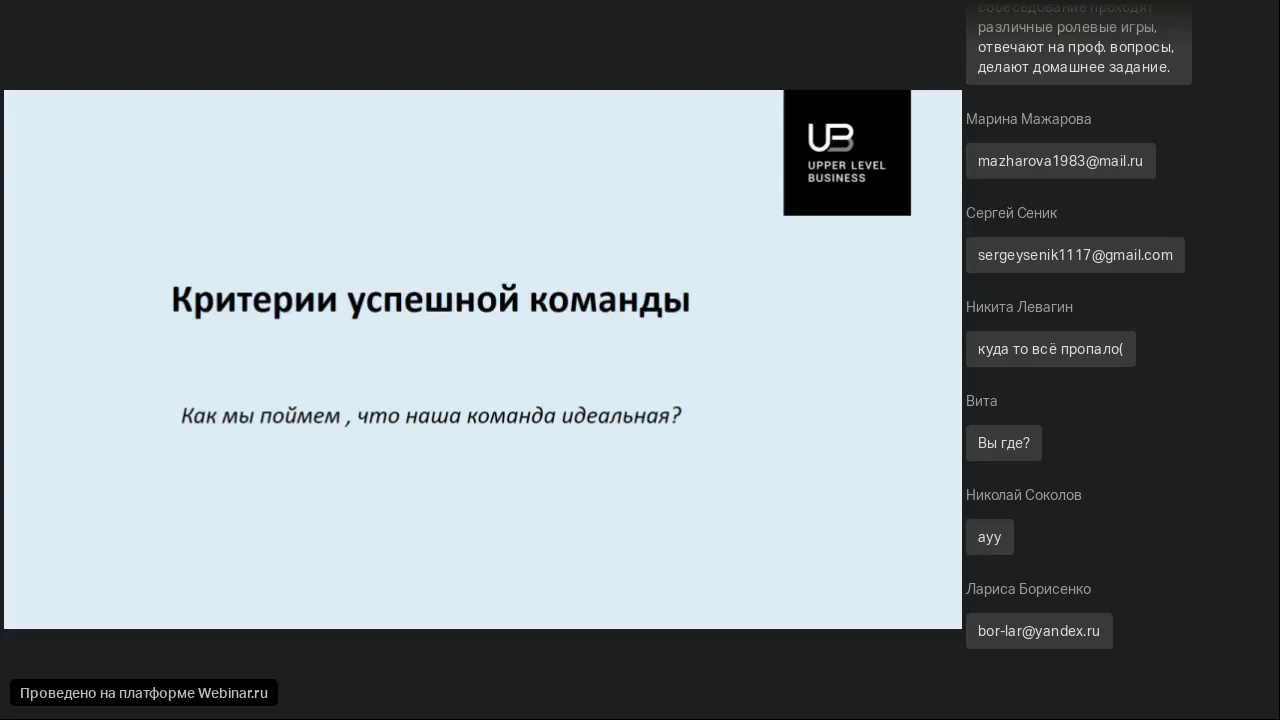 UB
UPPER LEVEL
BUSINESS
Критерии успешной команды
Как мы поймем , что наша команда идеальная?
собеседование проходят
различные ролевые игры,
отвечают на проф. вопросы,
делают домашнее задание.
Марина Мажарова
mazharova1983@mail.ru
Сергей Сеник
sergeysenik1117@gmail.com
Никита Левагин
куда то всё пропало(
Вита
Вы где?
Николай Соколов
ауу
Лариса Борисенко
bor-lar@yandex.ru
Проведено на платформе Webinar.ru